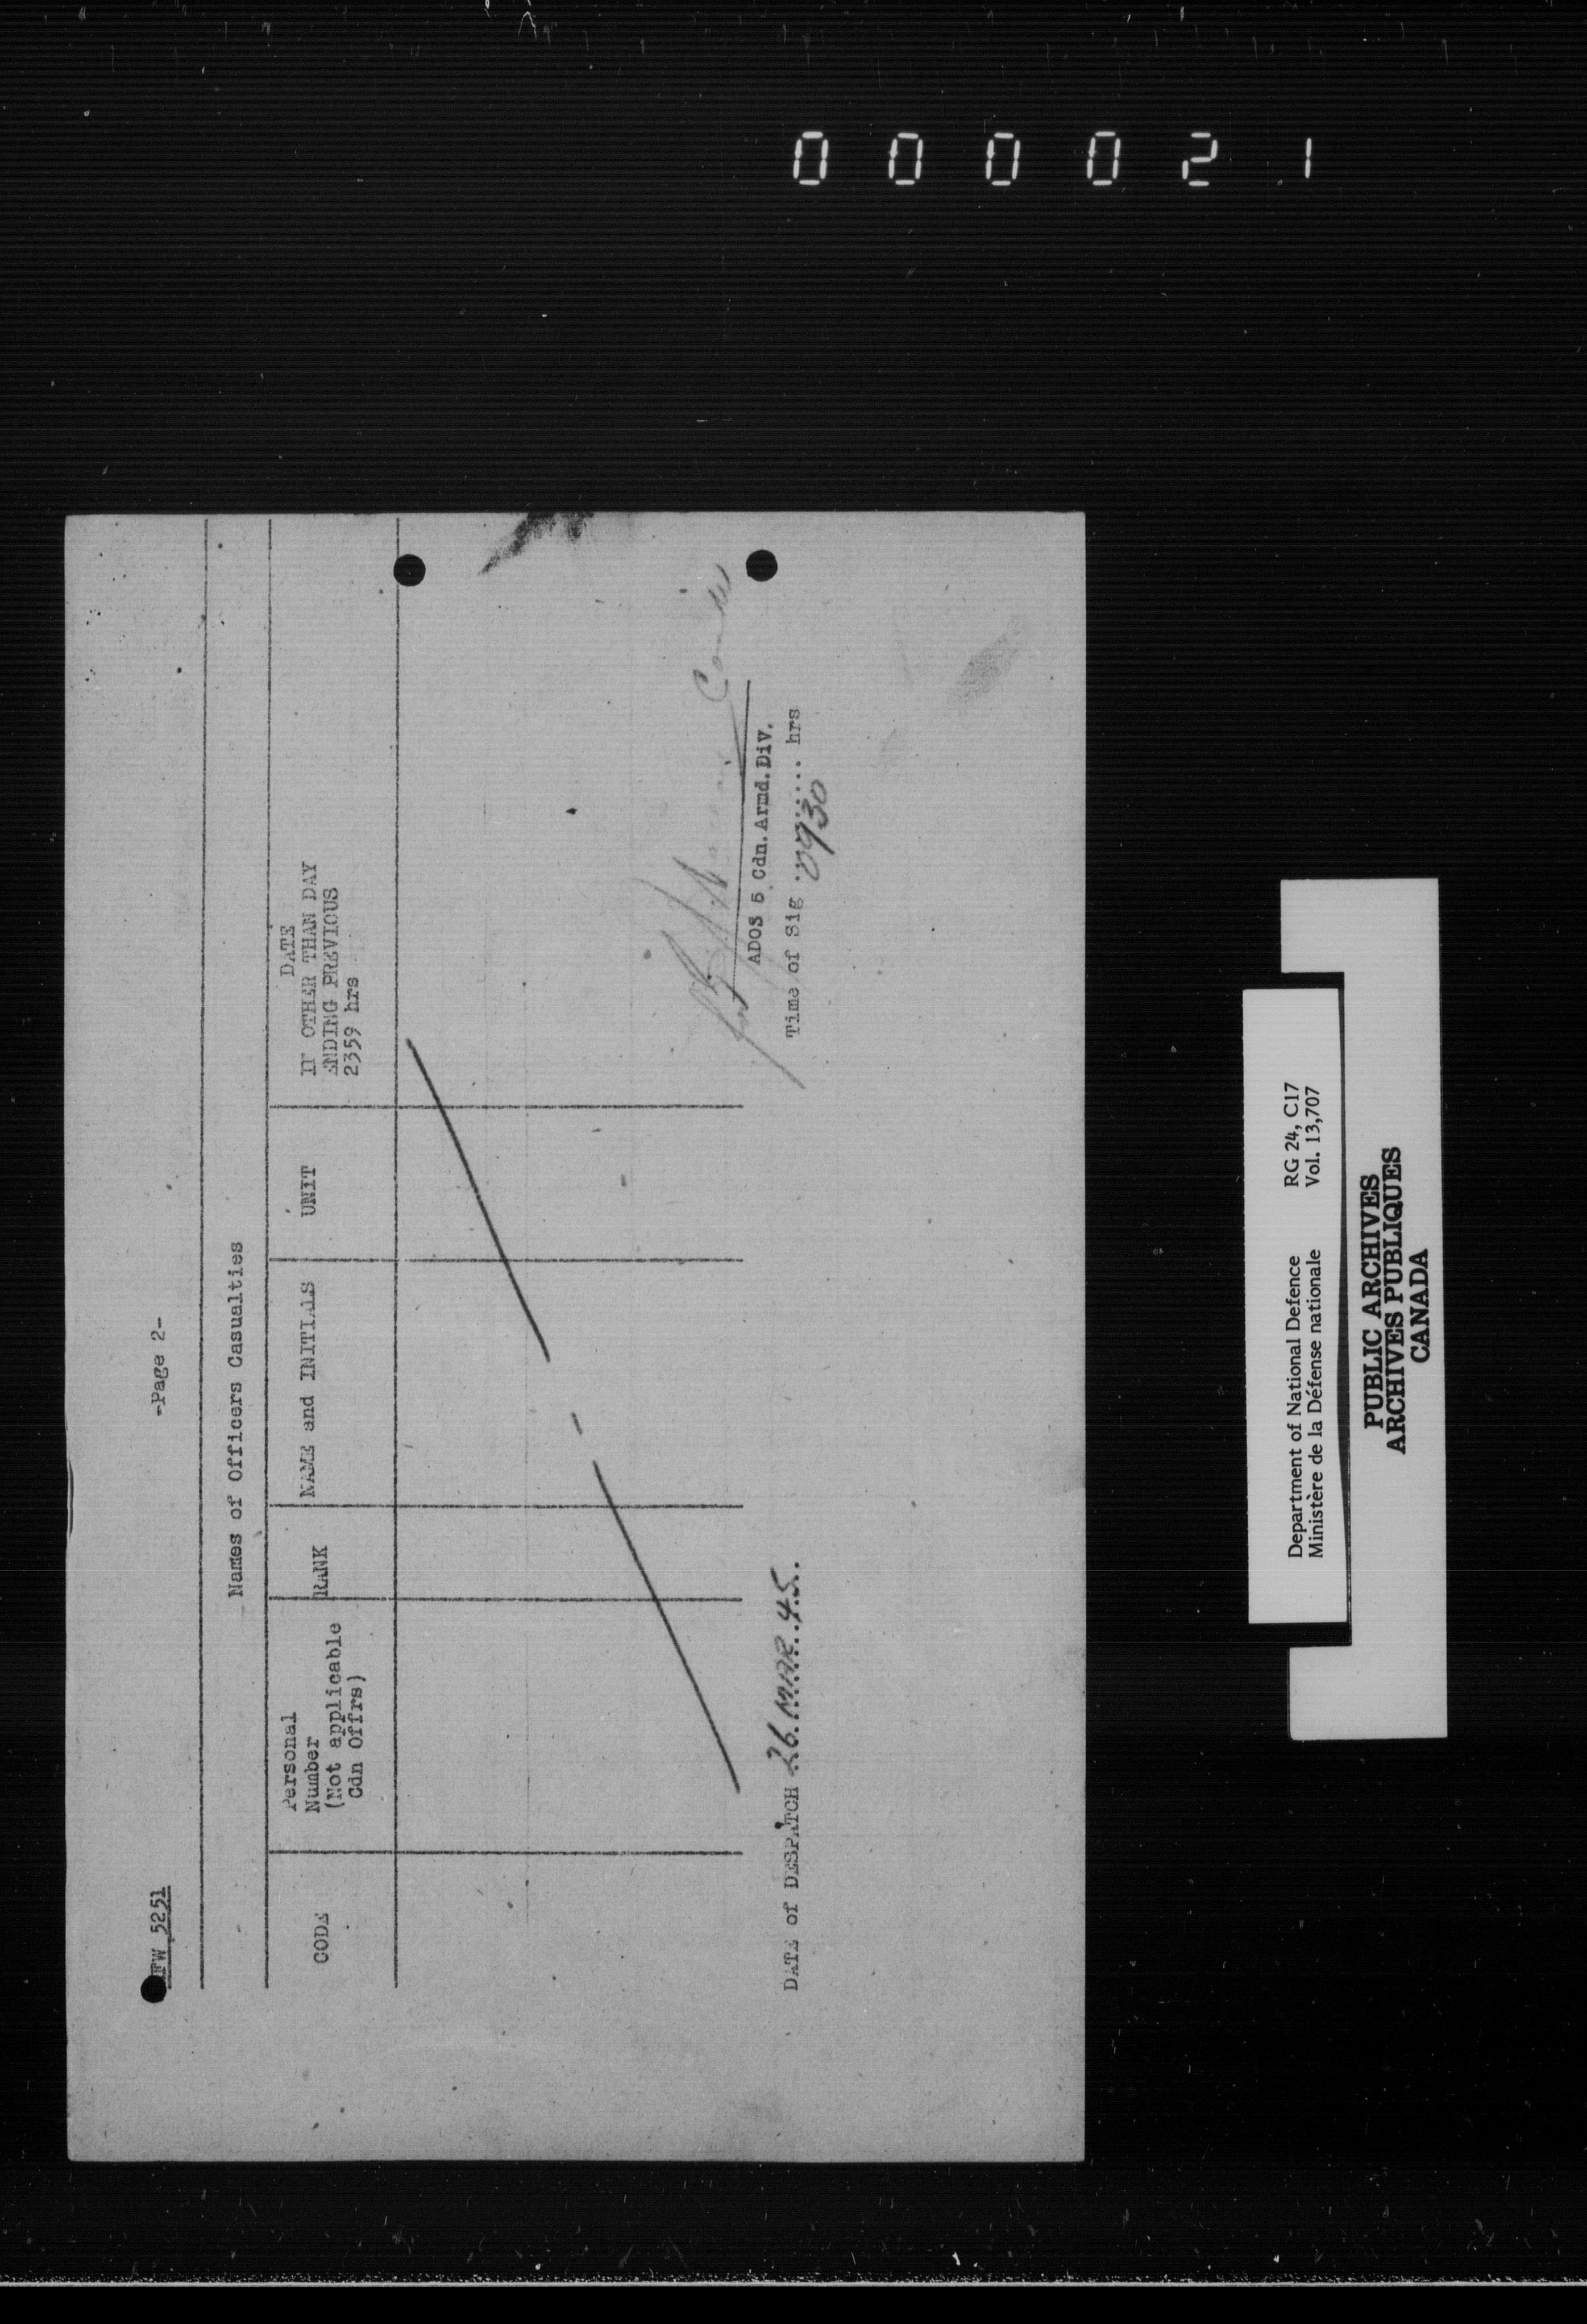 000021
AFW 5251
-Page 2-
Names of Officers Casualties
CODE
Personal
Number
(Not applicable
Cdn Offrs)
RANK
NAME and INITIALS
UNIT
DATE
IF OTHER THAN DAY
ENDING PREVIOUS
2359 hrs
ADOS 5 Cdn. Armd. Div.
DATE of DESPATCH 26.MAR.45.
Time of Sig 0930 hrs
Department of National Defence RG 24, C17
Ministère de la Défense nationale Vol. 13,707
PUBLIC ARCHIVES
ARCHIVES PUBLIQUES
CANADA